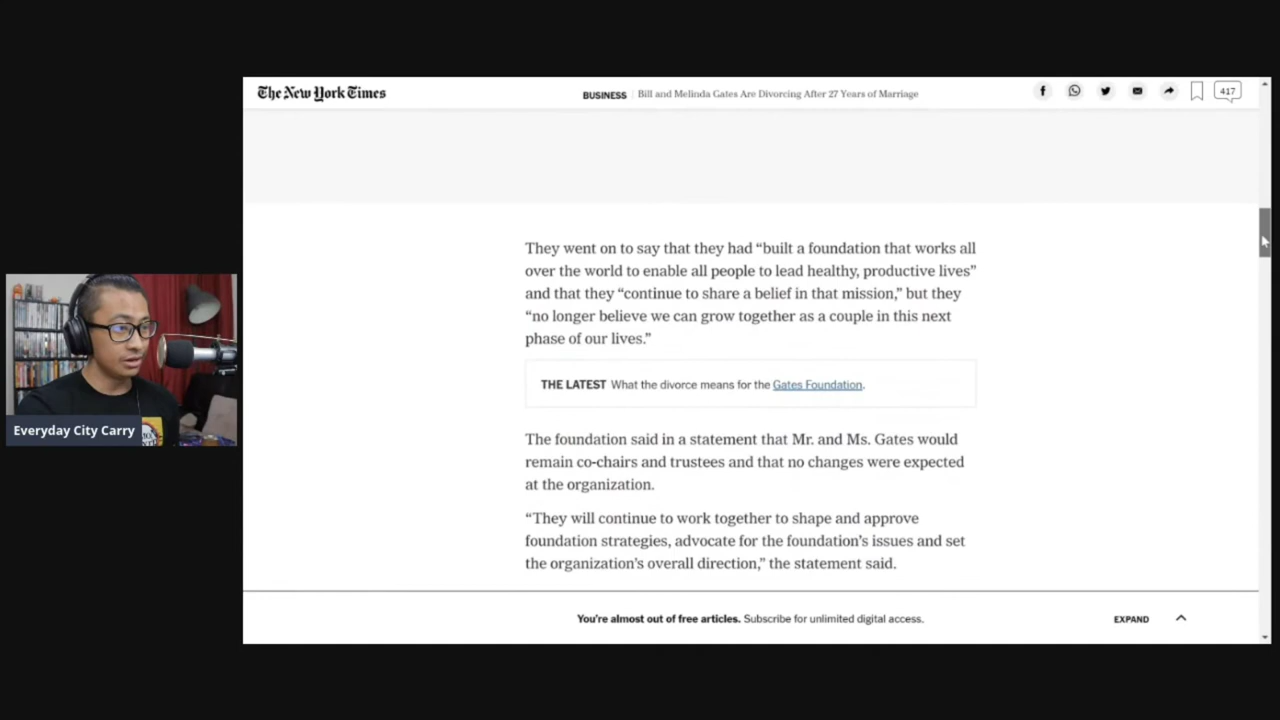 The New York Times
BUSINESS
Bill and Melinda Gates Are Divorcing After 27 Years of Marriage
417
They went on to say that they had “built a foundation that works all
over the world to enable all people to lead healthy, productive lives”
and that they “continue to share a belief in that mission,” but they
“no longer believe we can grow together as a couple in this next
phase of our lives.”
THE LATEST What the divorce means for the Gates Foundation.
The foundation said in a statement that Mr. and Ms. Gates would
remain co-chairs and trustees and that no changes were expected
at the organization.
“They will continue to work together to shape and approve
foundation strategies, advocate for the foundation’s issues and set
the organization’s overall direction,” the statement said.
You’re almost out of free articles. Subscribe for unlimited digital access.
EXPAND
Everyday City Carry